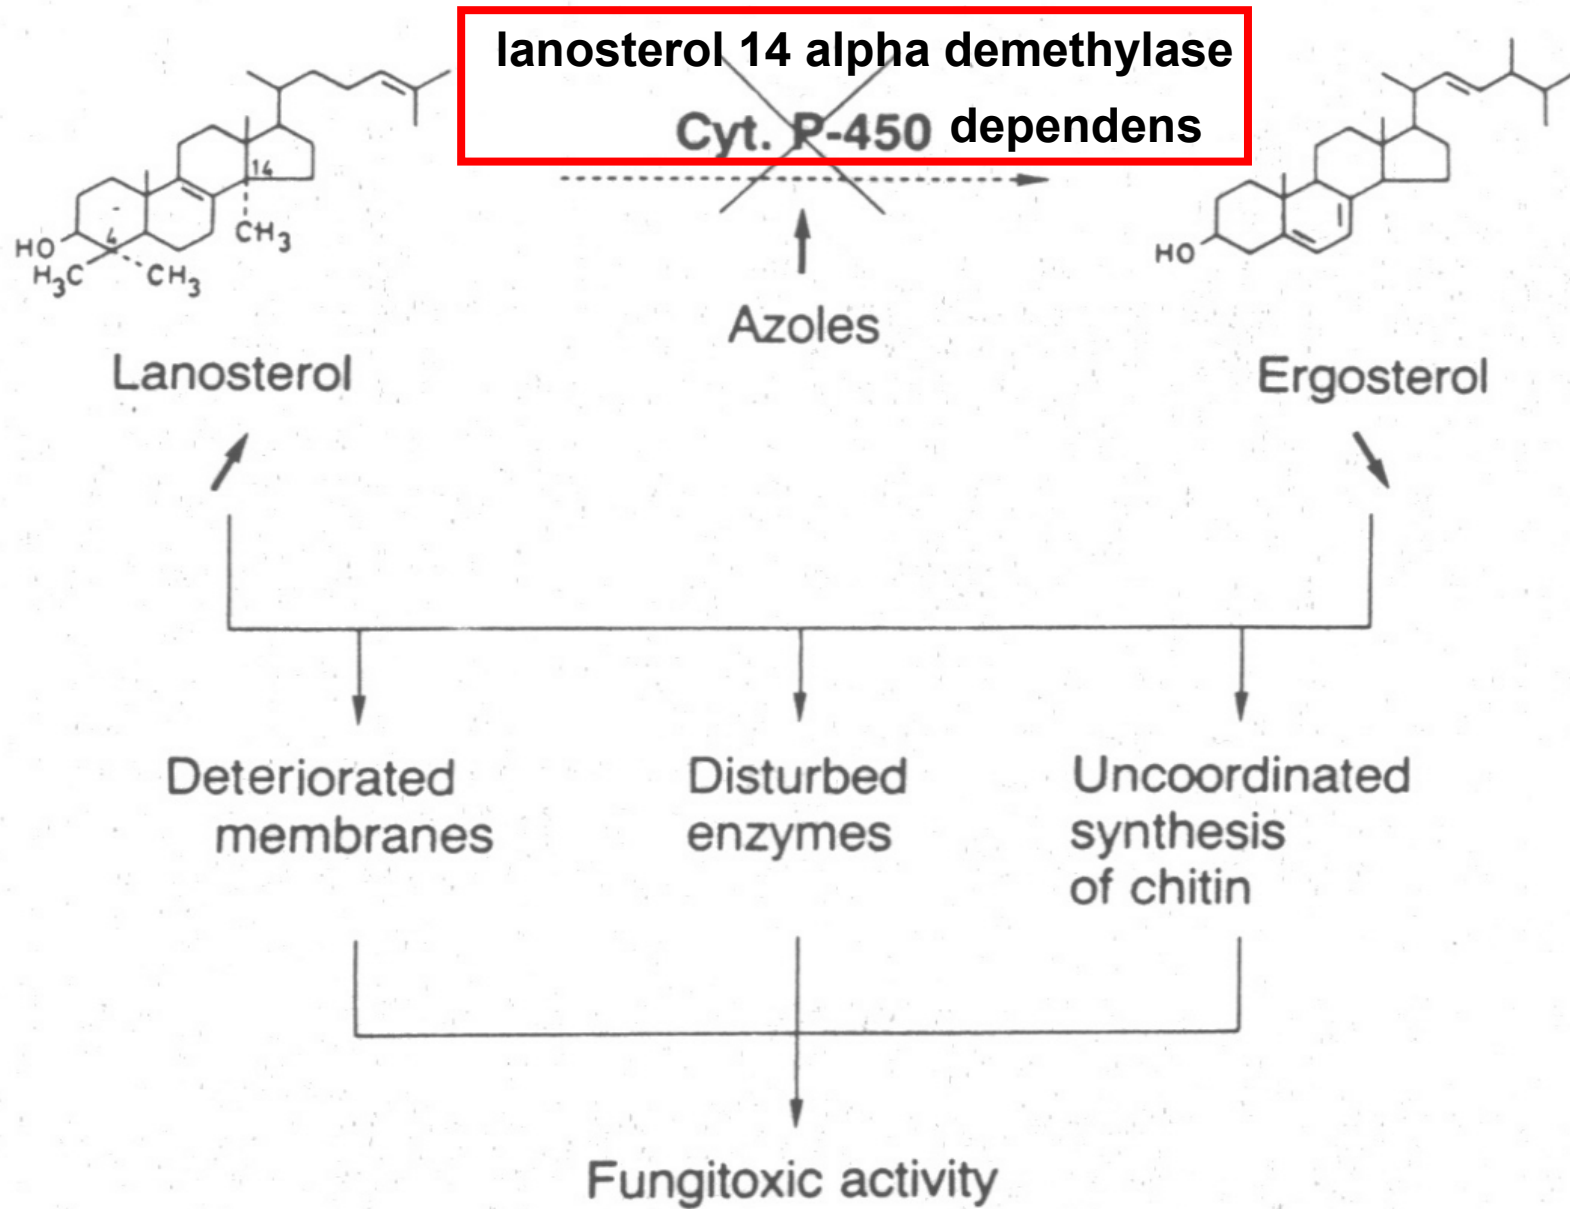 lanosterol 14 alpha demethylase
Cyt. P-450 dependens
14
CH3
HO
4
H3C
CH3
HO
Azoles
Lanosterol
Ergosterol
Deteriorated
membranes
Disturbed
enzymes
Uncoordinated
synthesis
of chitin
Fungitoxic activity